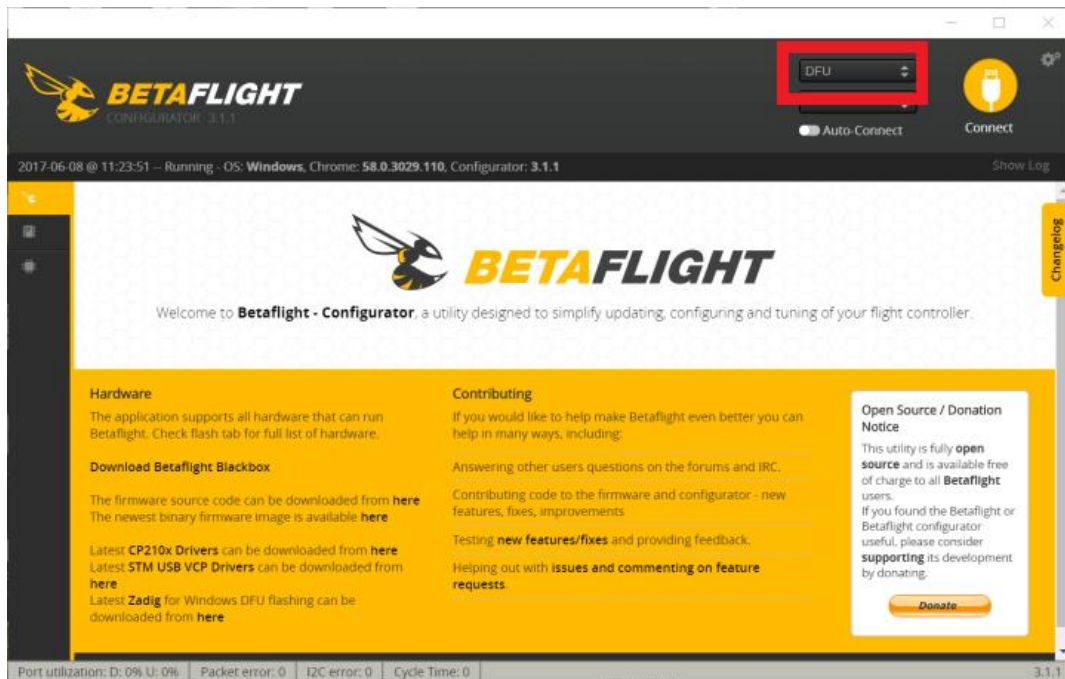 DFU
BETAFLIGHT
CONFIGURATOR 3.1.1
Auto-Connect
Connect
2017-06-08 @ 11:23:51 -- Running - OS: Windows, Chrome: 58.0.3029.110, Configurator: 3.1.1
Show Log
Changelog
BETAFLIGHT
Welcome to Betaflight - Configurator, a utility designed to simplify updating, configuring and tuning of your flight controller.
Hardware
The application supports all hardware that can run
Betaflight. Check flash tab for full list of hardware.
Download Betaflight Blackbox
The firmware source code can be downloaded from here
The newest binary firmware image is available here
Latest CP210x Drivers can be downloaded from here
Latest STM USB VCP Drivers can be downloaded from
here
Latest Zadig for Windows DFU flashing can be
downloaded from here
Contributing
If you would like to help make Betaflight even better you can
help in many ways, including:
Answering other users questions on the forums and IRC.
Contributing code to the firmware and configurator - new
features, fixes, improvements
Testing new features/fixes and providing feedback.
Helping out with issues and commenting on feature
requests.
Open Source / Donation
Notice
This utility is fully open
source and is available free
of charge to all Betaflight
users.
If you found the Betaflight or
Betaflight configurator
useful, please consider
supporting its development
by donating.
Donate
Port utilization: D: 0% U: 0%
Packet error: 0
I2C error: 0
Cycle Time: 0
3.1.1